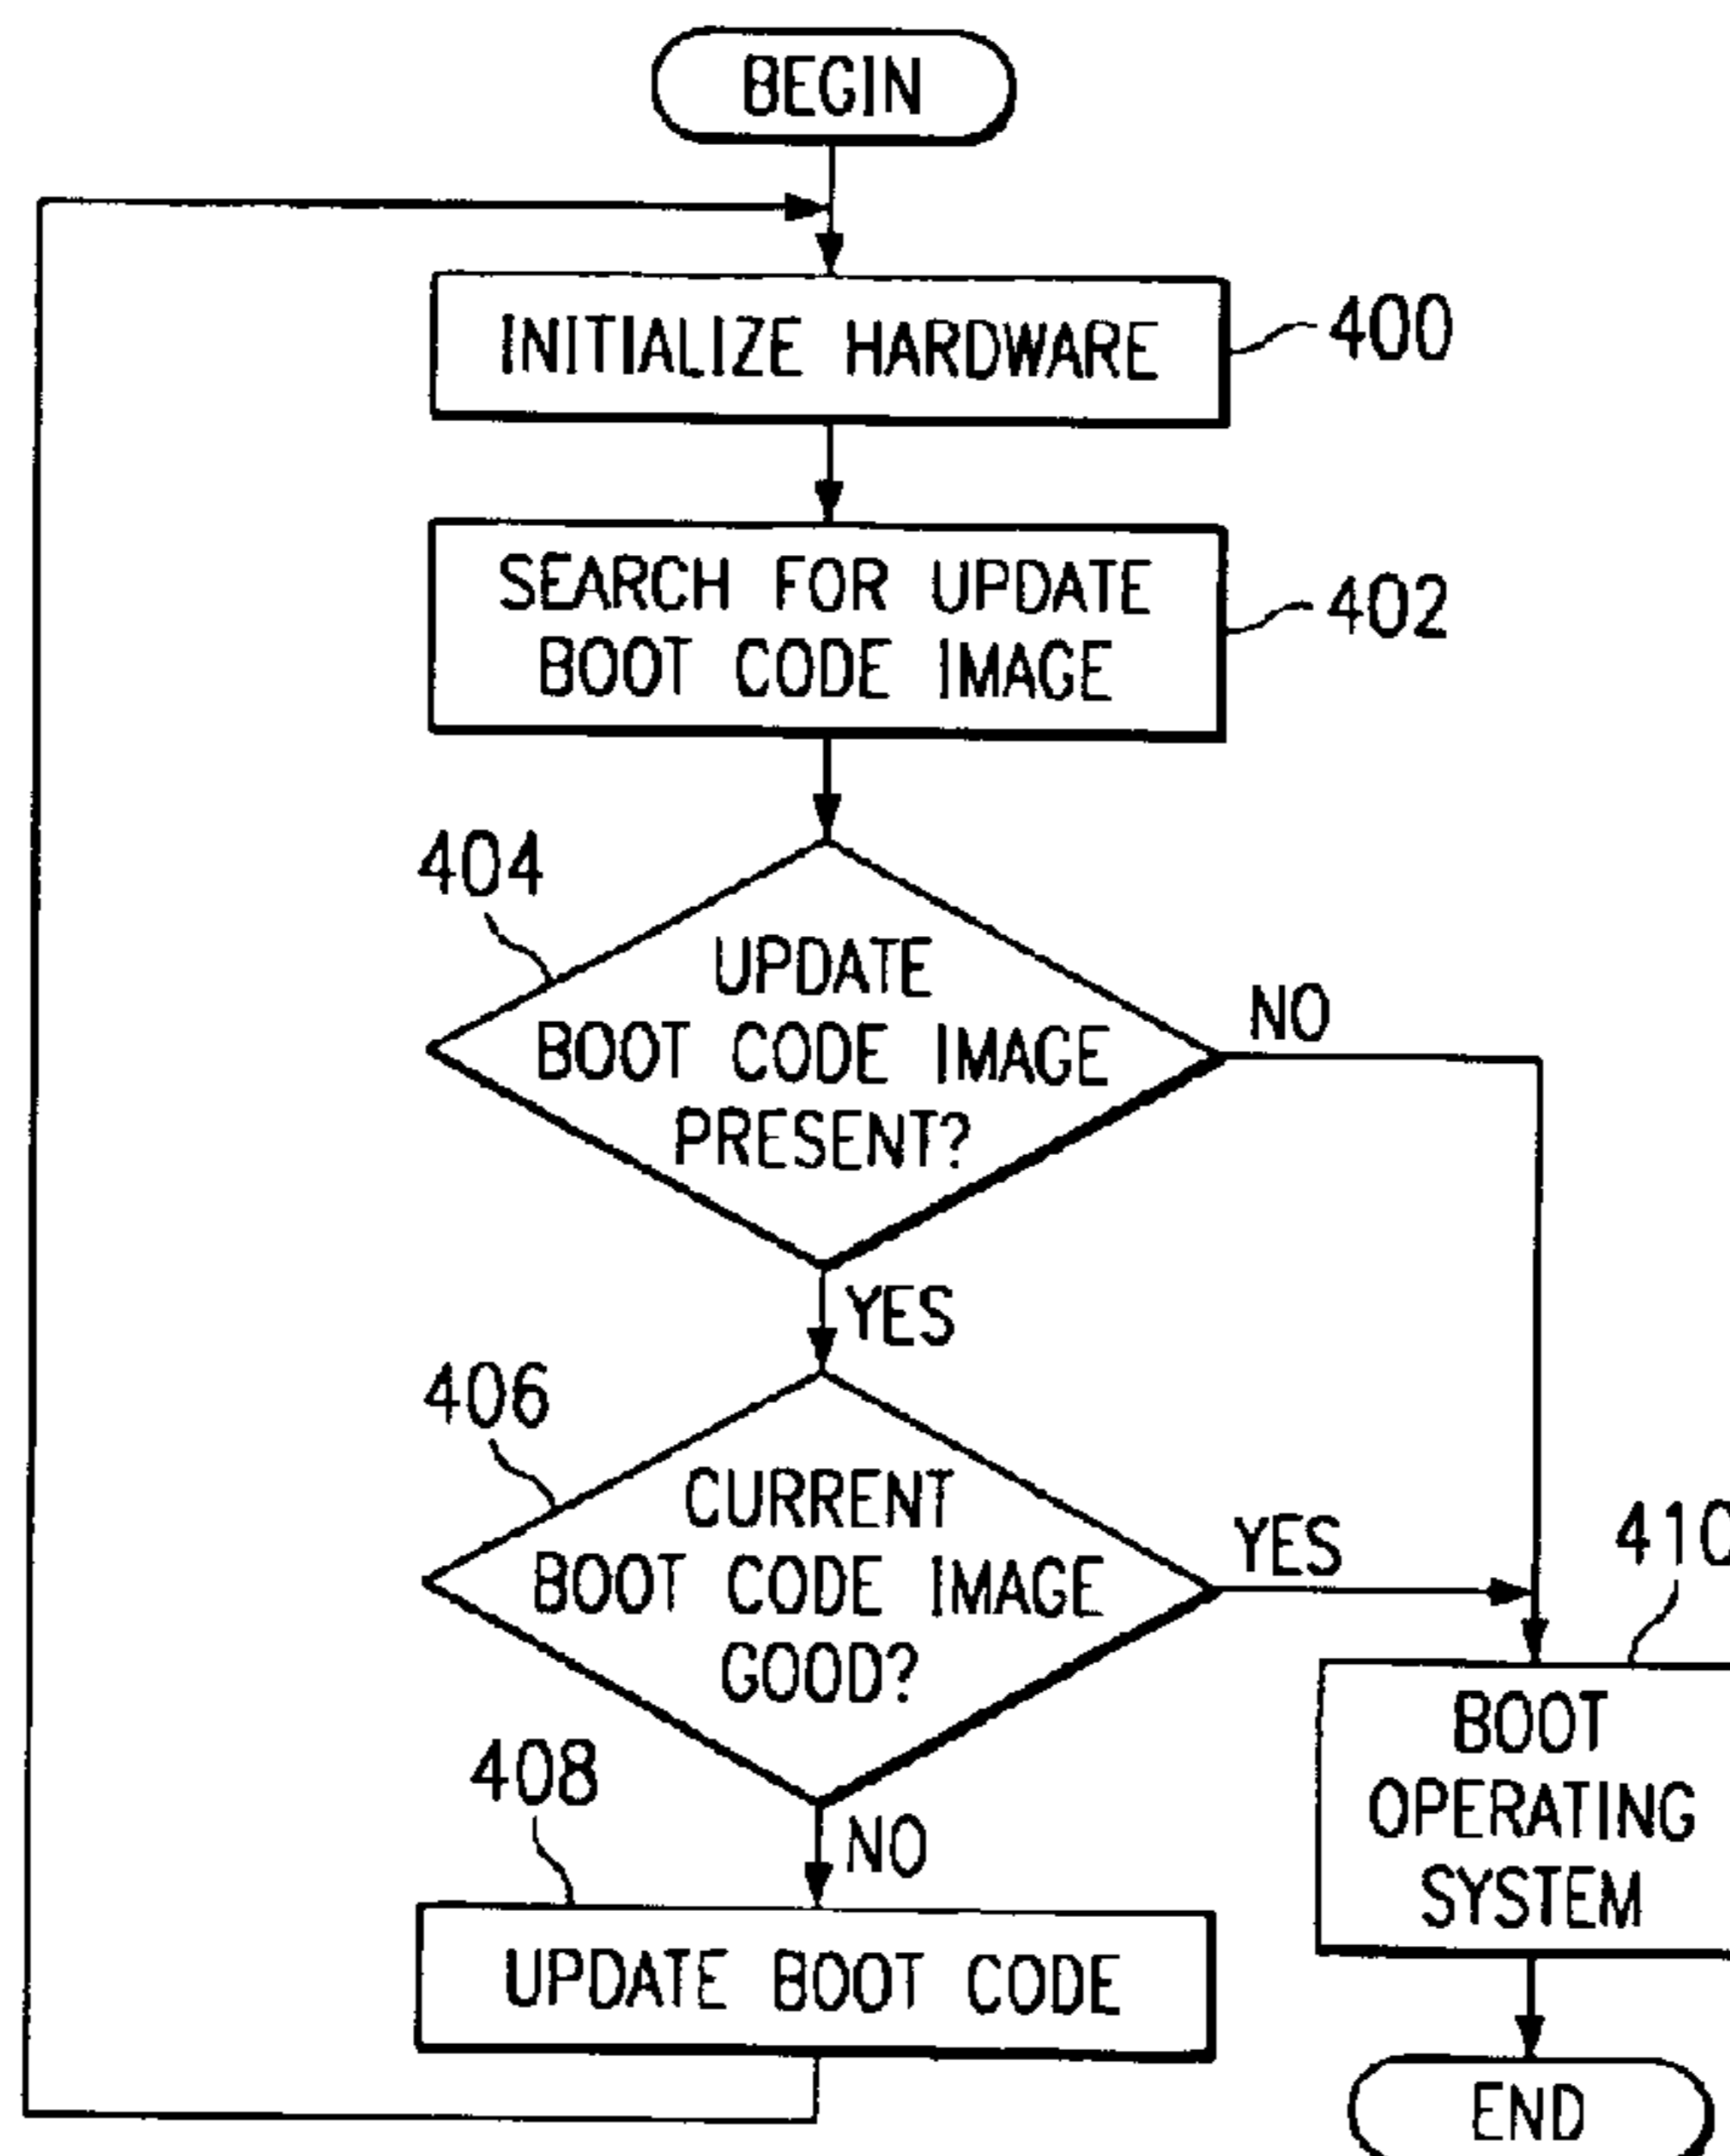 BEGIN
INITIALIZE HARDWARE
400
SEARCH FOR UPDATE
BOOT CODE IMAGE
402
404
UPDATE
BOOT CODE IMAGE
PRESENT?
NO
YES
406
CURRENT
BOOT CODE IMAGE
GOOD?
YES
410
NO
408
UPDATE BOOT CODE
BOOT
OPERATING
SYSTEM
END